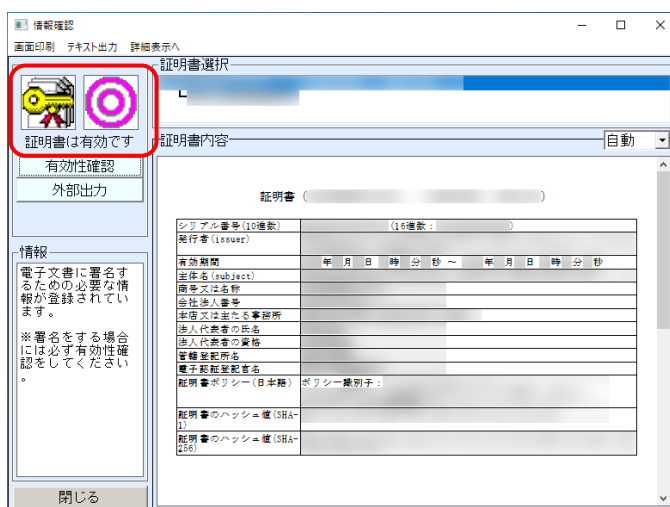 情報確認
画面印刷 テキスト出力 詳細表示へ
証明書選択
証明書は有効です
有効性確認
外部出力
情報
電子文書に署名す
るための必要な情
報が登録されてい
ます。
※署名をする場合
には必ず有効性確
認をしてください
。
閉じる
証明書内容
自動
証明書 ( )
シリアル番号(10進数) (16進数: )
発行者(issuer)
有効期間 年 月 日 時 分 秒 ~ 年 月 日 時 分 秒
主体名(subject)
商号又は名称
会社法人番号
本店又は主たる事務所
法人代表者の氏名
法人代表者の資格
管轄登記所名
電子認証登記官名
証明書ポリシー(日本語) ポリシー識別子:
証明書のハッシュ値(SHA-
1)
証明書のハッシュ値(SHA-
256)